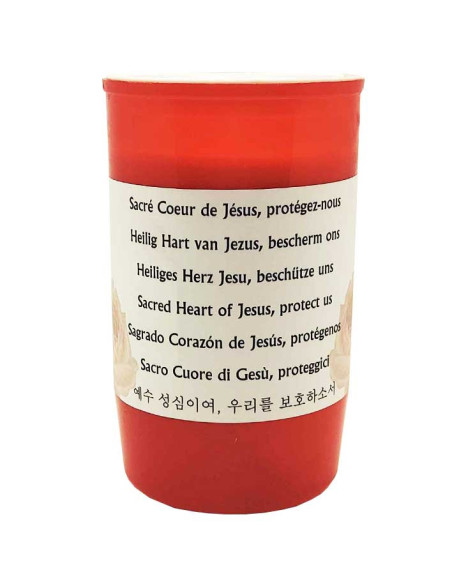 Sacré Coeur de Jésus, protégez-nous
Heilig Hart van Jezus, bescherm ons
Heiliges Herz Jesu, beschütze uns
Sacred Heart of Jesus, protect us
Sagrado Corazón de Jesús, protégenos
Sacro Cuore di Gesù, proteggici
예수 성심이여, 우리를 보호하소서